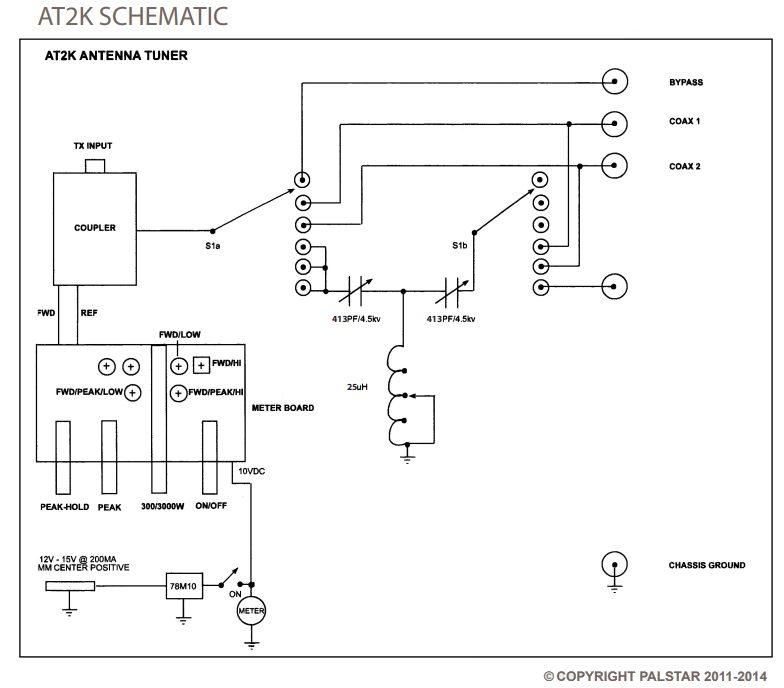 AT2K SCHEMATIC
AT2K ANTENNA TUNER
BYPASS
COAX 1
TX INPUT
COAX 2
COUPLER
S1a
S1b
FWD
REF
413PF/4.5kv
413PF/4.5kv
FWD/LOW
FWD/HI
FWD/PEAK/LOW
FWD/PEAK/HI
25uH
METER BOARD
10VDC
PEAK-HOLD
PEAK
300/3000W
ON/OFF
12V - 15V @ 200MA
MM CENTER POSITIVE
78M10
ON
METER
CHASSIS GROUND
© COPYRIGHT PALSTAR 2011-2014